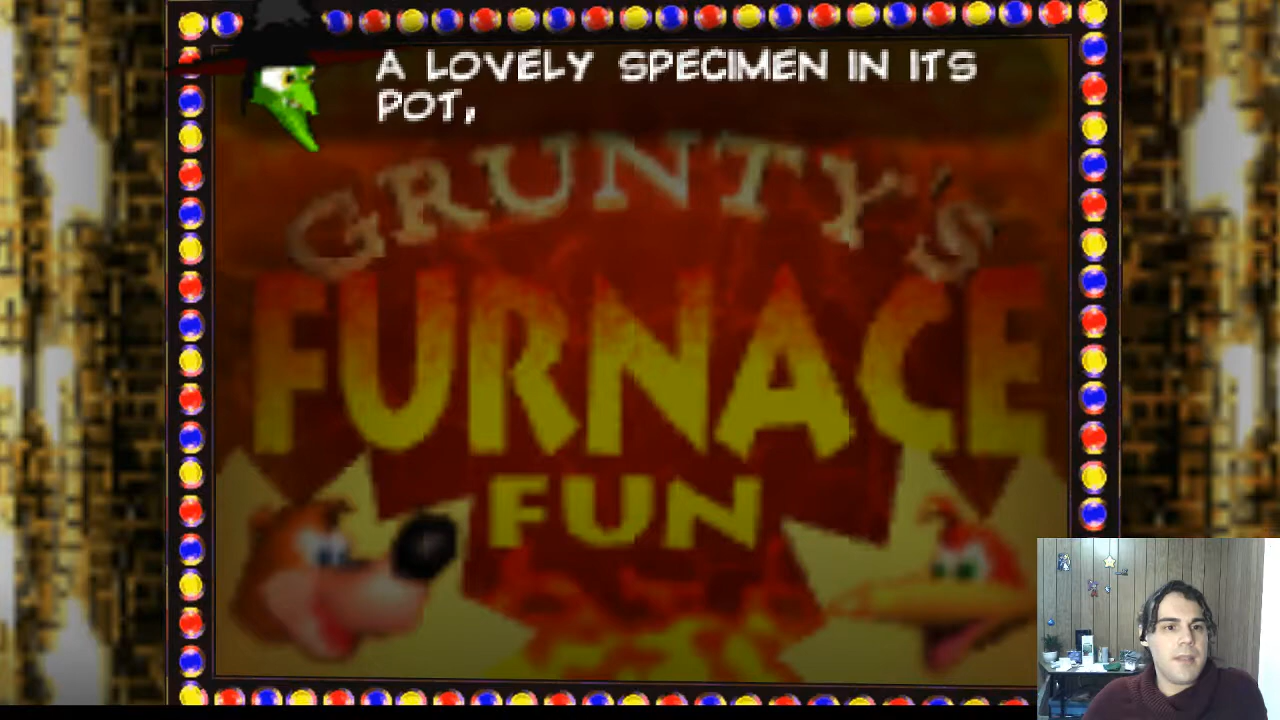 A LOVELY SPECIMEN IN ITS
POT,
GRUNTY'S
FURNACE
FUN